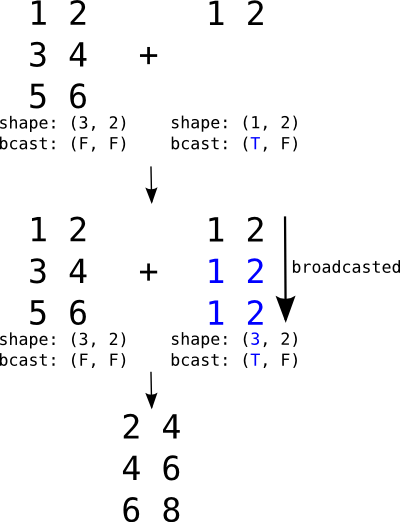 1 2 1 2
3 4 +
5 6
shape: (3, 2) shape: (1, 2)
bcast: (F, F) bcast: (T, F)
1 2 1 2
3 4 + 1 2 broadcasted
5 6 1 2
shape: (3, 2) shape: (3, 2)
bcast: (F, F) bcast: (T, F)
2 4
4 6
6 8